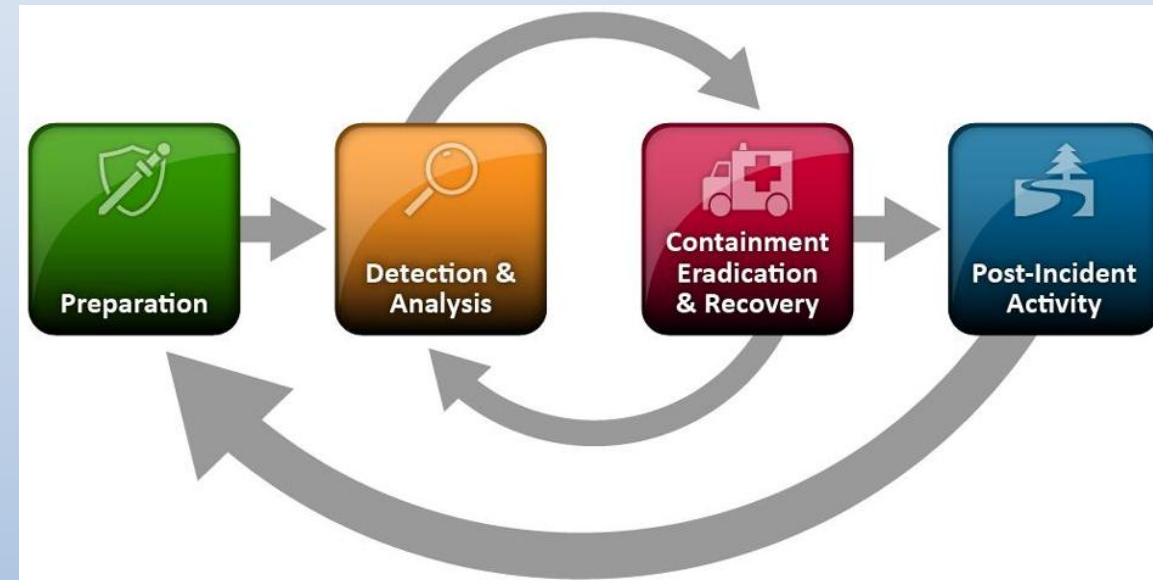 Preparation
Detection &
Analysis
Containment
Eradication
& Recovery
Post-Incident
Activity